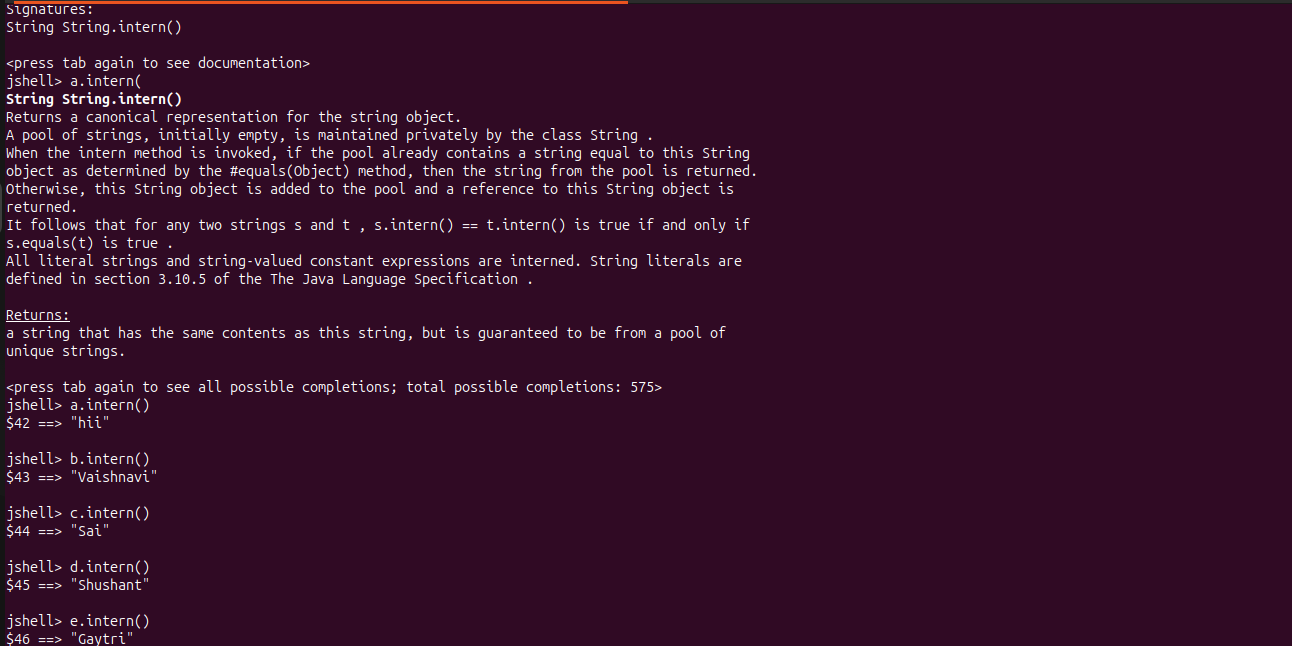 Signatures:
String String.intern()
<press tab again to see documentation>
jshell> a.intern(
String String.intern()
Returns a canonical representation for the string object.
A pool of strings, initially empty, is maintained privately by the class String .
When the intern method is invoked, if the pool already contains a string equal to this String
object as determined by the #equals(Object) method, then the string from the pool is returned.
Otherwise, this String object is added to the pool and a reference to this String object is
returned.
It follows that for any two strings s and t , s.intern() == t.intern() is true if and only if
s.equals(t) is true .
All literal strings and string-valued constant expressions are interned. String literals are
defined in section 3.10.5 of the The Java Language Specification .
Returns:
a string that has the same contents as this string, but is guaranteed to be from a pool of
unique strings.
<press tab again to see all possible completions; total possible completions: 575>
jshell> a.intern()
$42 ==> "hii"
jshell> b.intern()
$43 ==> "Vaishnavi"
jshell> c.intern()
$44 ==> "Sai"
jshell> d.intern()
$45 ==> "Shushant"
jshell> e.intern()
$46 ==> "Gaytri"